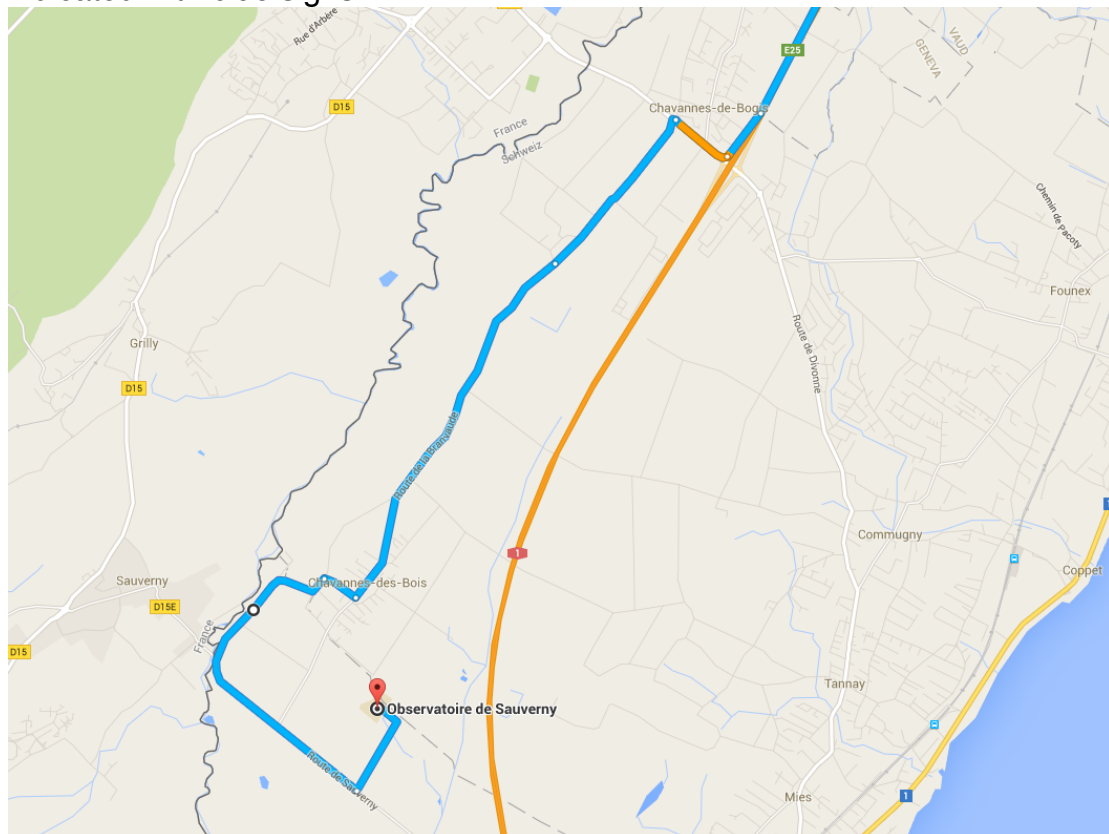 Rue d'Arbère
D15
E25
VAUD
GENEVA
Chavannes-de-Bogis
France
Schweiz
Chemin de Pacoty
Founex
Route de Divonne
Grilly
D15
Route de la Branvaude
1
Commugny
1
Coppet
Sauverny
Chavannes-des-Bois
D15E
France
D15
Observatoire de Sauverny
Tannay
Route de Sauverny
Mies
1